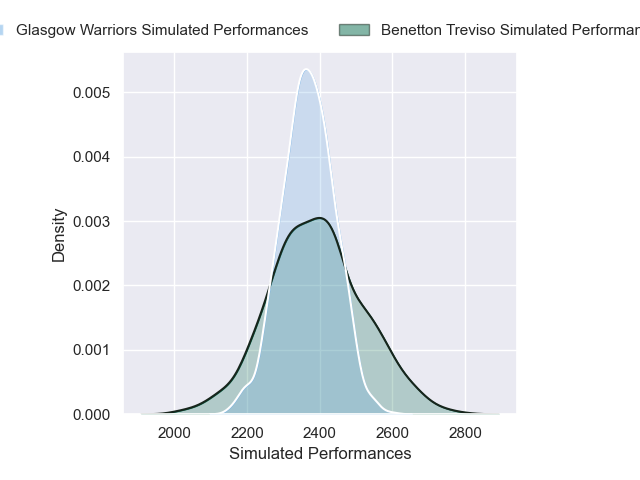 Glasgow Warriors Simulated Performances Benetton Treviso Simulated Performar
0.005
0.004
0.003
0.002
0.001
0.000
Density
2000 2200 2400 2600 2800
Simulated Performances